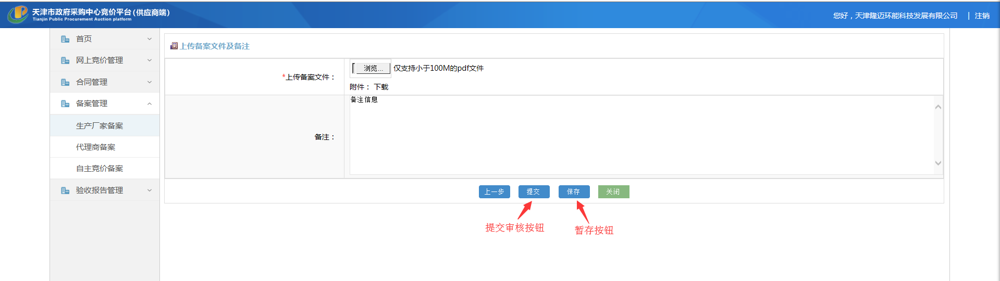 天津市政府采购中心竞价平台(供应商端)
Tianjin Public Procurement Auction platform
您好，天津隆迈环能科技发展有限公司 | 注销
首页
网上竞价管理
合同管理
备案管理
生产厂家备案
代理商备案
自主竞价备案
验收报告管理
上传备案文件及备注
*上传备案文件：
浏览... 仅支持小于100M的pdf文件
附件： 下载
备注：
备注信息
上一步 提交 保存 关闭
提交审核按钮
暂存按钮